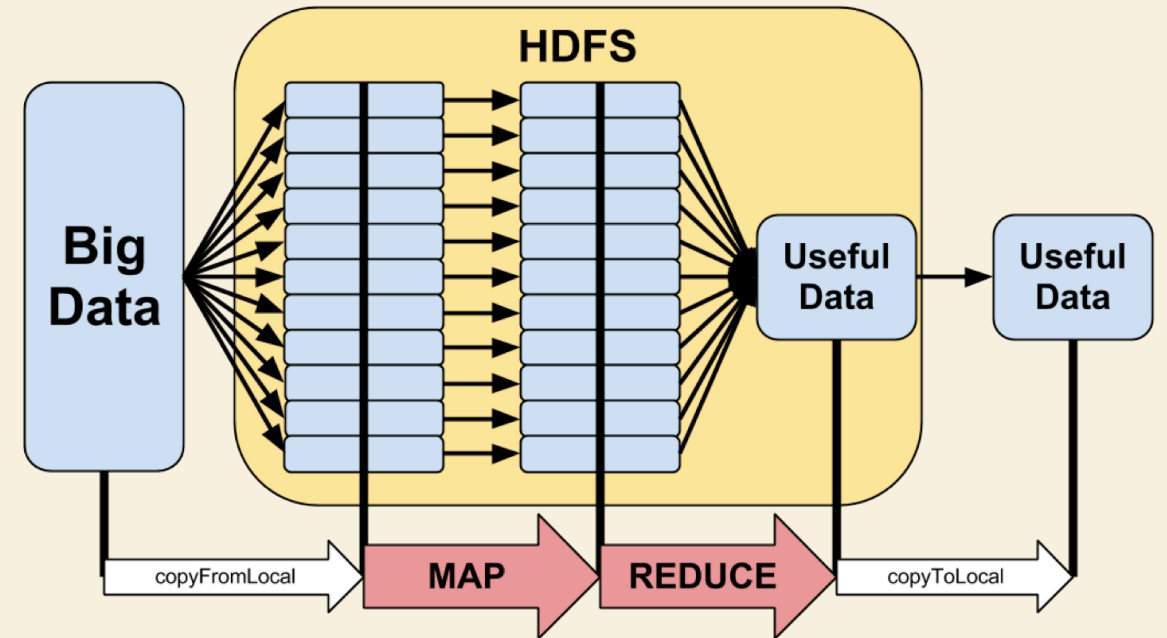 HDFS
Big
Data
Useful
Data
Useful
Data
copyFromLocal
MAP
REDUCE
copyToLocal